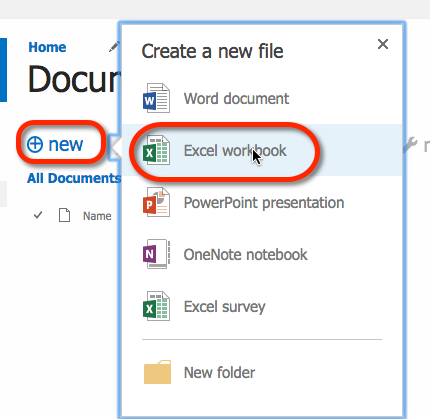 Home
Docum
new
All Documents
Name
Create a new file
Word document
Excel workbook
PowerPoint presentation
OneNote notebook
Excel survey
New folder